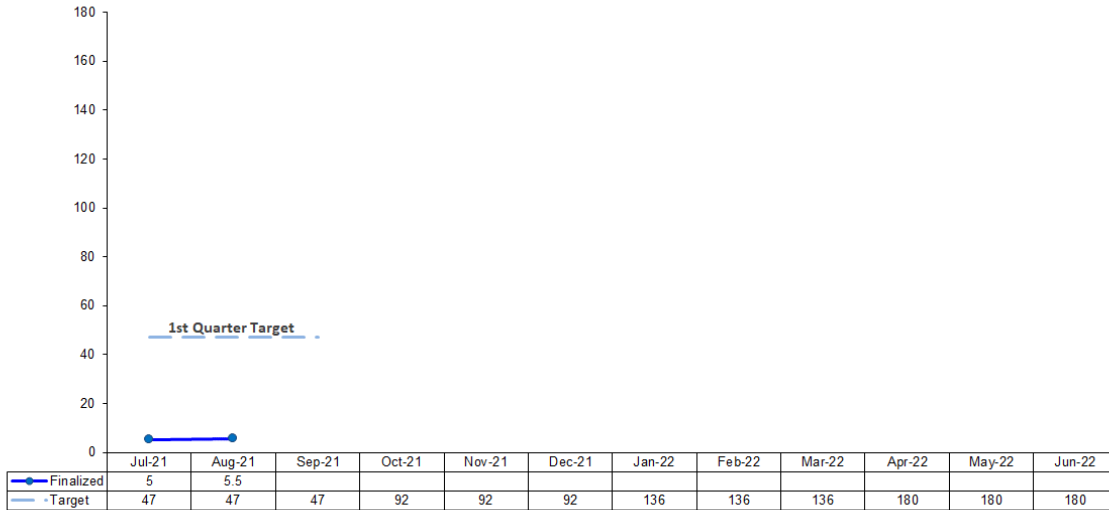 180
160
140
120
100
80
60
40
20
0
1st Quarter Target
Jul-21 Aug-21 Sep-21 Oct-21 Nov-21 Dec-21 Jan-22 Feb-22 Mar-22 Apr-22 May-22 Jun-22
Finalized 5 5.5
Target 47 47 47 92 92 92 136 136 136 180 180 180